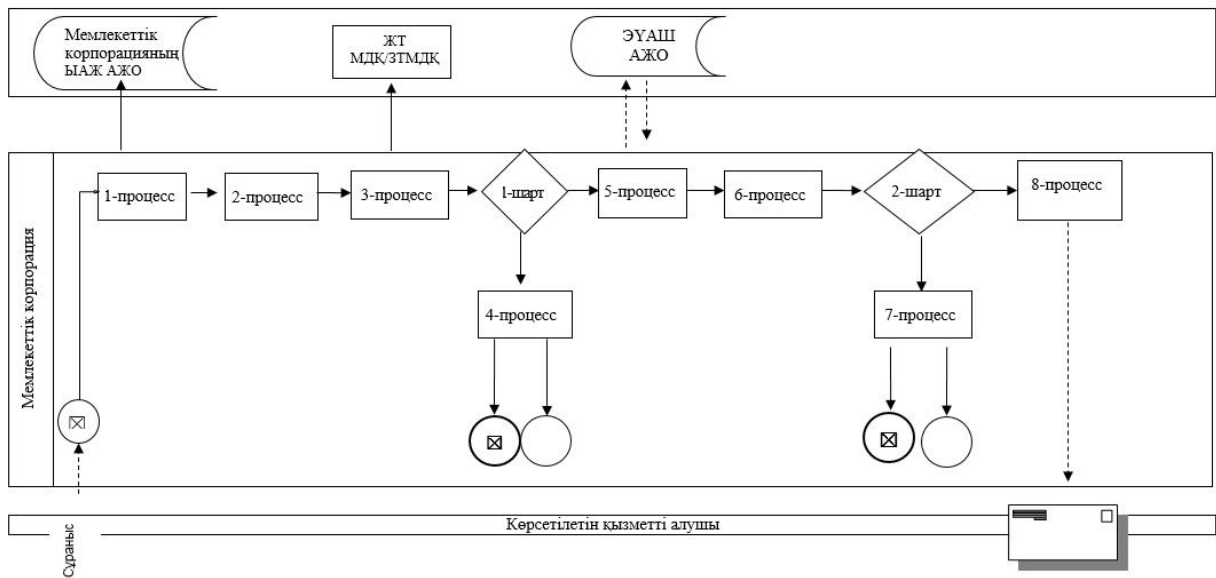 Мемлекеттік
корпорацияның
ЫАЖ АЖО
ЖТ
МДҚ/ЗТМДҚ
ЭҮАШ
АЖО
Мемлекеттік корпорация
1-процесс
2-процесс
3-процесс
1-шарт
5-процесс
6-процесс
2-шарт
8-процесс
4-процесс
7-процесс
Сұраныс
Көрсетілетін қызметті алушы